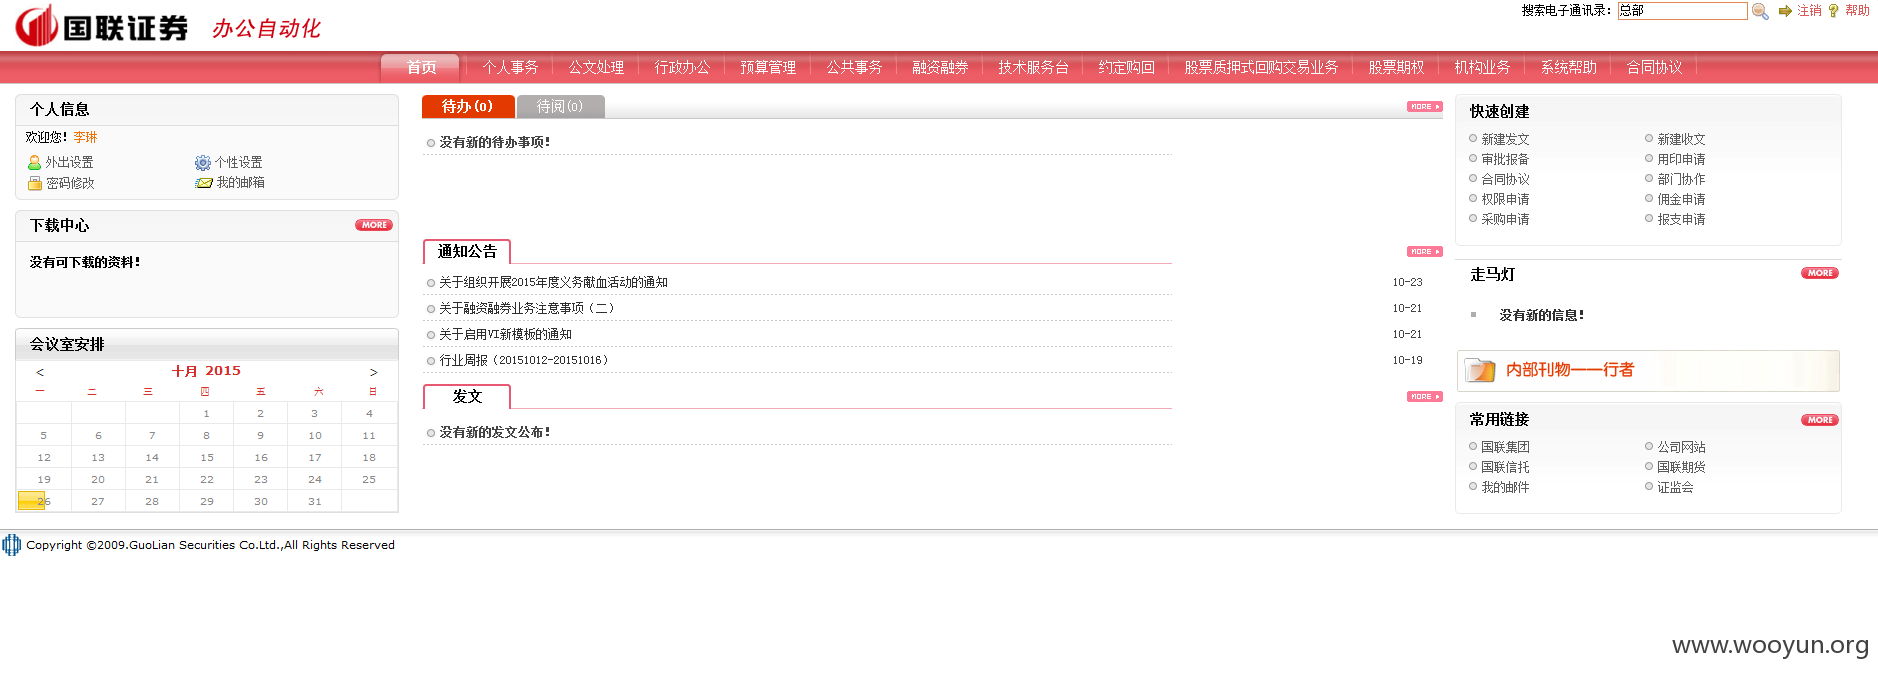 国联证券 办公自动化
搜索电子通讯录： 总部 注销 帮助
首页 个人事务 公文处理 行政办公 预算管理 公共事务 融资融券 技术服务台 约定购回 股票质押式回购交易业务 股票期权 机构业务 系统帮助 合同协议
个人信息
欢迎您！李琳
外出设置 个性设置
密码修改 我的邮箱
下载中心 MORE
没有可下载的资料！
会议室安排
< 十月 2015 >
一 二 三 四 五 六 日
1 2 3 4
5 6 7 8 9 10 11
12 13 14 15 16 17 18
19 20 21 22 23 24 25
26 27 28 29 30 31
待办(0) 待阅(0) MORE
没有新的待办事项！
通知公告 MORE
关于组织开展2015年度义务献血活动的通知 10-23
关于融资融券业务注意事项（二） 10-21
关于启用VI新模板的通知 10-21
行业周报（20151012-20151016） 10-19
发文 MORE
没有新的发文公布！
快速创建
新建发文 新建收文
审批报备 用印申请
合同协议 部门协作
权限申请 佣金申请
采购申请 报支申请
走马灯 MORE
没有新的信息！
内部刊物——行者
常用链接 MORE
国联集团 公司网站
国联信托 国联期货
我的邮件 证监会
Copyright ©2009.GuoLian Securities Co.Ltd.,All Rights Reserved
www.wooyun.org